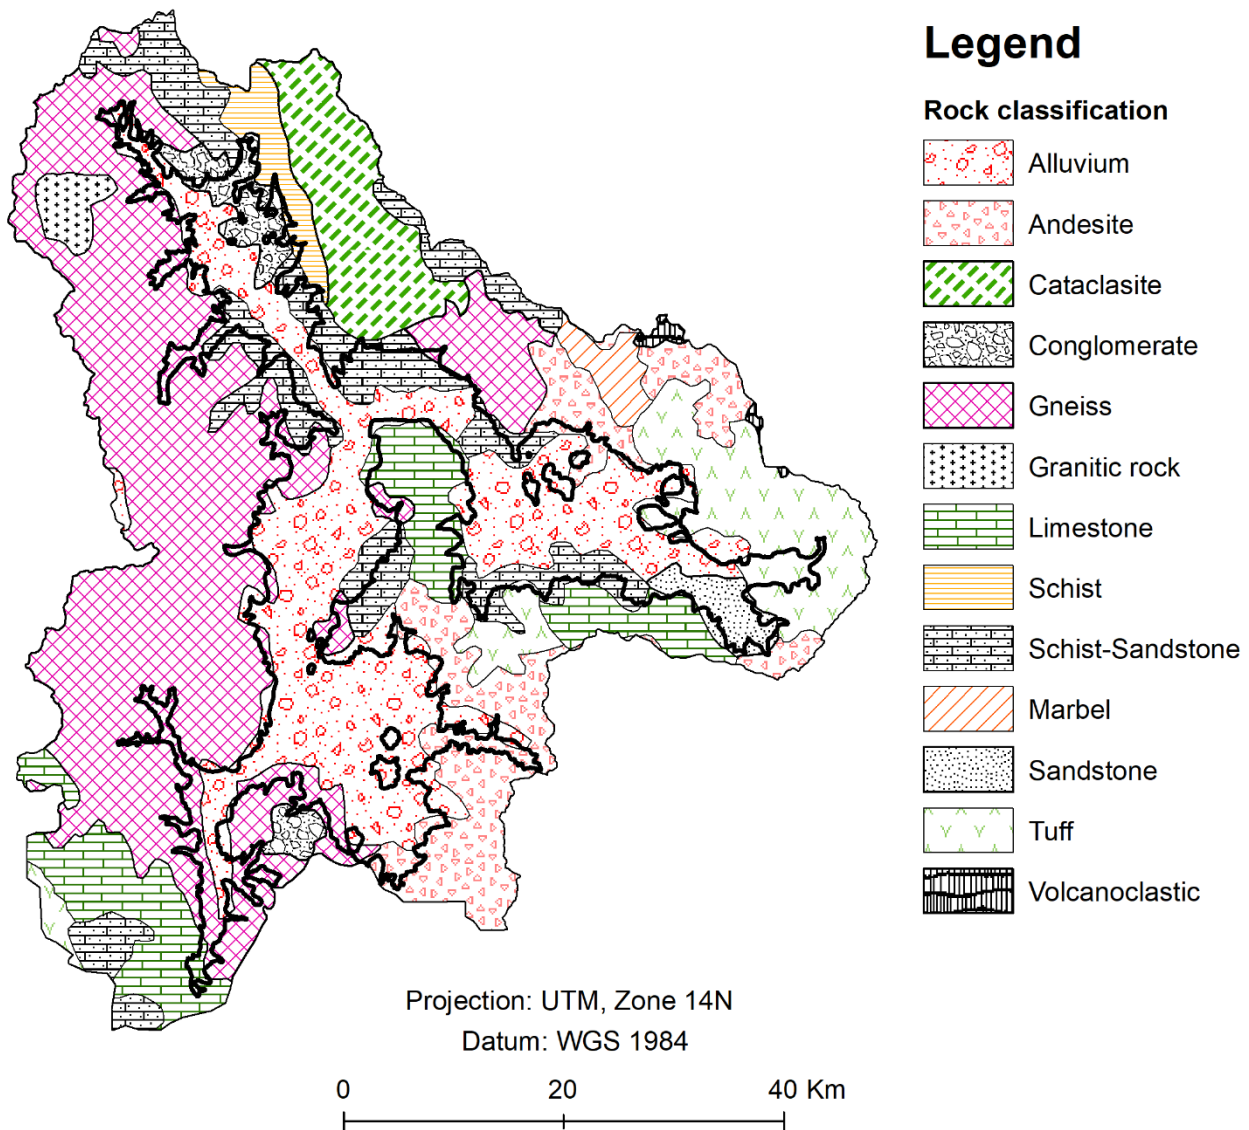 Legend
Rock classification
Alluvium
Andesite
Cataclasite
Conglomerate
Gneiss
Granitic rock
Limestone
Schist
Schist-Sandstone
Marbel
Sandstone
Tuff
Volcanoclastic
Projection: UTM, Zone 14N
Datum: WGS 1984
0 20 40 Km